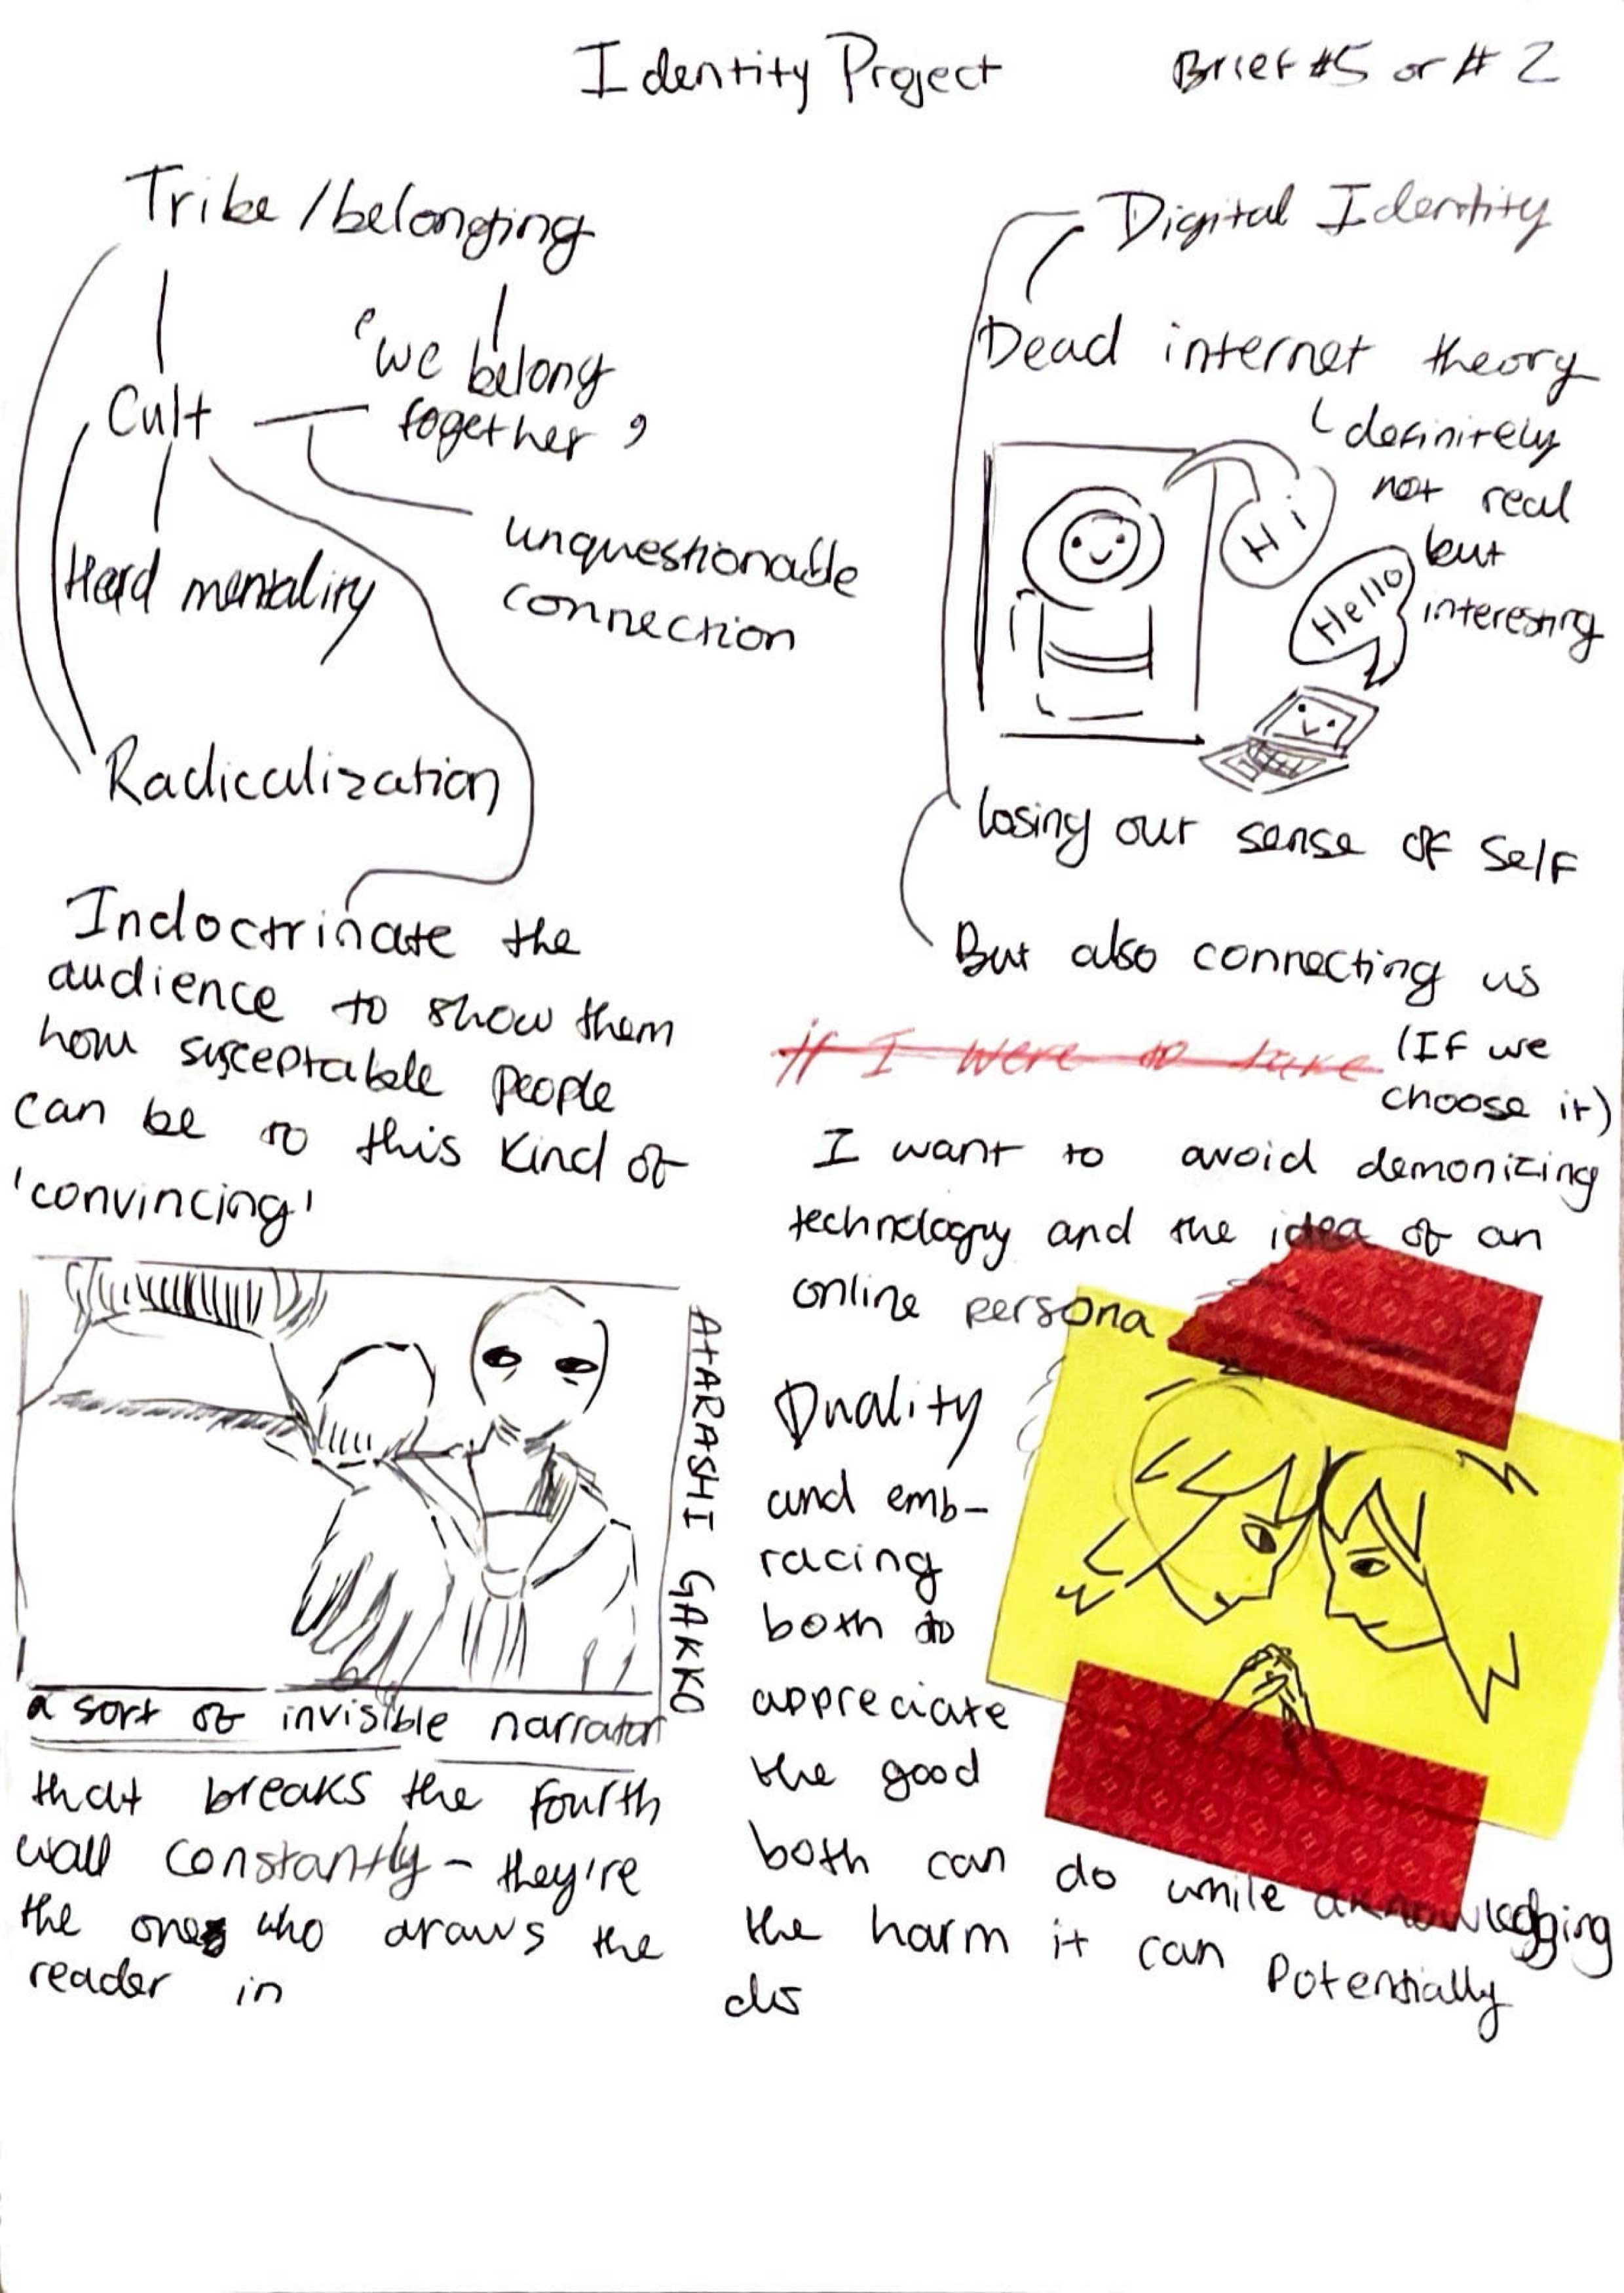 Identity Project
Brief #5 or # 2
Tribe / belonging
Cult
'we belong
together'
unquestionable
connection
Herd mentality
Radicalization
Indoctrinate the
audience to show them
how susceptable people
can be to this kind of
'convincing'
ATARASHI GAKKO
a sort of invisible narrator
that breaks the fourth
wall constantly - they're
the ones who draws the
reader in
Digital Identity
Dead internet theory
definitely
not real
but
interesting
Hi
Hello
losing our sense of self
But also connecting us
(If we
choose it)
if I were to take
I want to avoid demonizing
technology and the idea of an
online persona
Duality
and emb-
racing
both to
appreciate
the good
both can do while acknowledging
the harm it can potentially
do